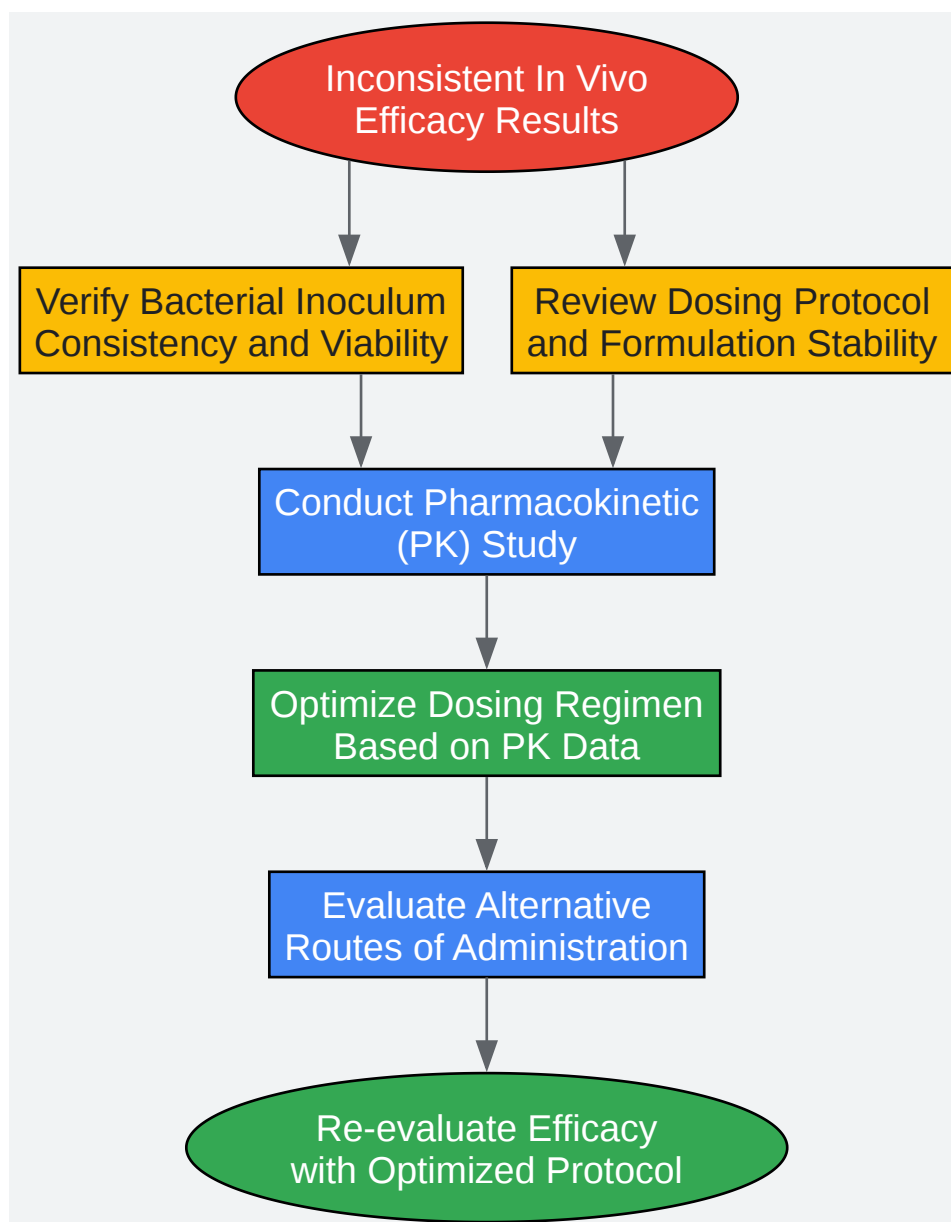 Inconsistent In Vivo
Efficacy Results
Verify Bacterial Inoculum
Consistency and Viability
Review Dosing Protocol
and Formulation Stability
Conduct Pharmacokinetic
(PK) Study
Optimize Dosing Regimen
Based on PK Data
Evaluate Alternative
Routes of Administration
Re-evaluate Efficacy
with Optimized Protocol